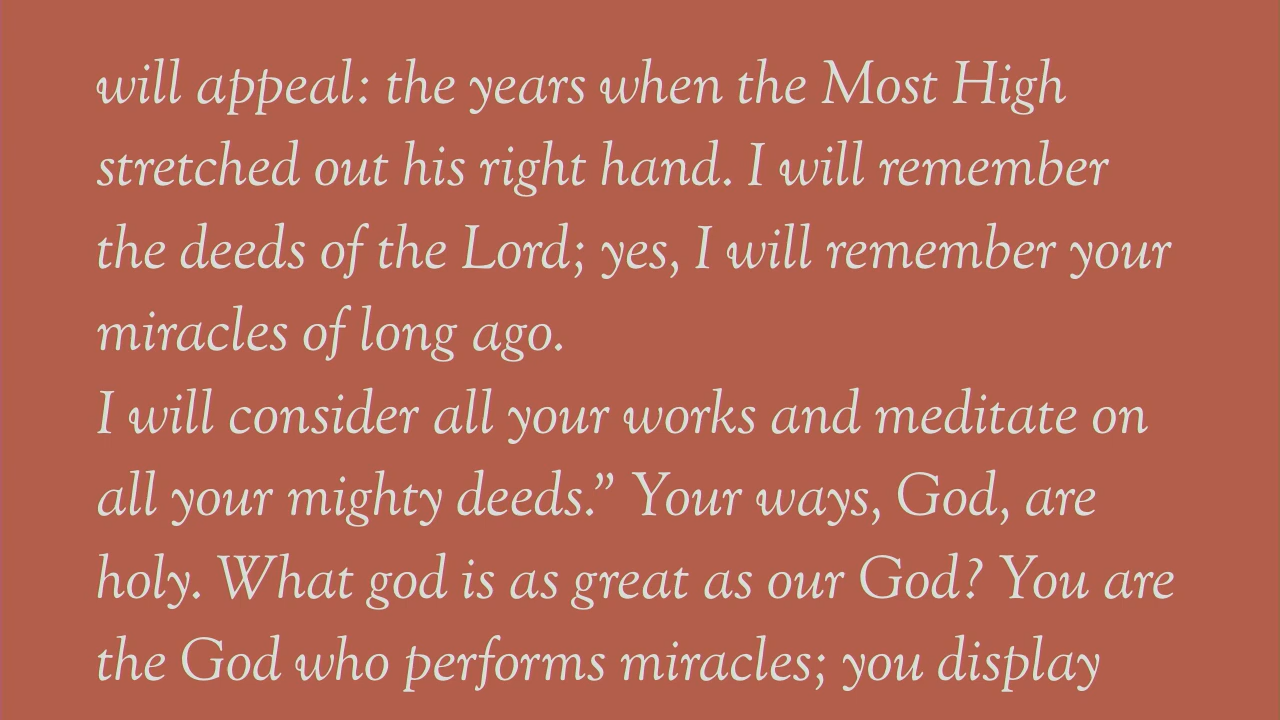 will appeal: the years when the Most High
stretched out his right hand. I will remember
the deeds of the Lord; yes, I will remember your
miracles of long ago.
I will consider all your works and meditate on
all your mighty deeds.” Your ways, God, are
holy. What god is as great as our God? You are
the God who performs miracles; you display